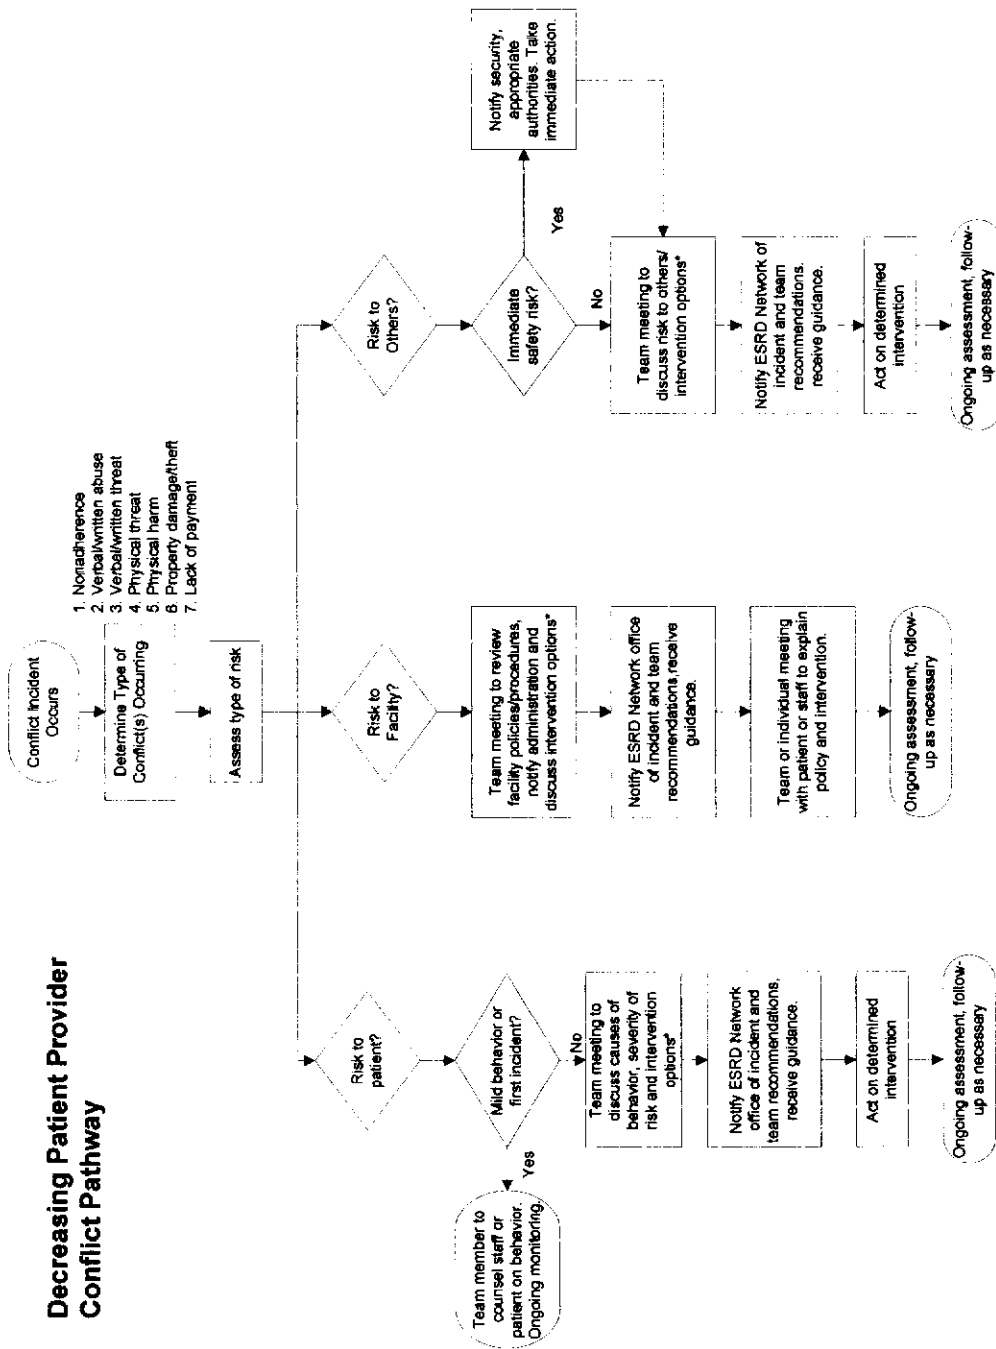 Decreasing Patient Provider
Conflict Pathway
Conflict Incident
Occurs
Determine Type of
Conflict(s) Occurring
1. Nonadherence
2. Verbal/written abuse
3. Verbal/written threat
4. Physical threat
5. Physical harm
6. Property damage/theft
7. Lack of payment
Assess type of risk
Risk to
patient?
Mild behavior or
first incident?
Yes
Team member to
counsel staff or
patient on behavior.
Ongoing monitoring.
No
Team meeting to
discuss causes of
behavior, severity of
risk and intervention
options*
Notify ESRD Network
office of incident and
team recommendations,
receive guidance.
Act on determined
intervention
Ongoing assessment, follow-
up as necessary
Risk to
Facility?
Team meeting to review
facility policies/procedures,
notify administration and
discuss intervention options*
Notify ESRD Network office
of incident and team
recommendations,receive
guidance.
Team or individual meeting
with patient or staff to explain
policy and intervention.
Ongoing assessment, follow-
up as necessary
Risk to
Others?
Immediate
safety risk?
Yes
Notify security,
appropriate
authorities. Take
immediate action.
No
Team meeting to
discuss risk to others/
intervention options*
Notify ESRD Network of
incident and team
recommendations.
receive guidance.
Act on determined
intervention
Ongoing assessment, follow-
up as necessary